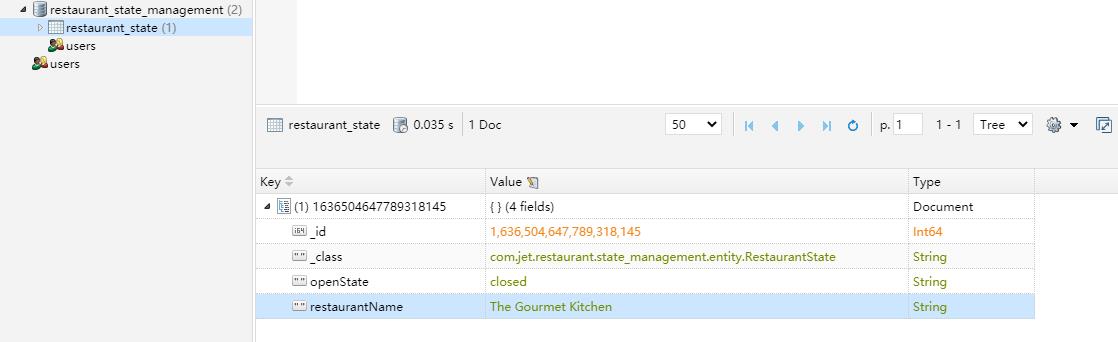 restaurant_state_management (2)
restaurant_state (1)
users
users
restaurant_state 0.035 s 1 Doc 50 p. 1 1 - 1 Tree
Key Value Type
(1) 1636504647789318145 { } (4 fields) Document
i64 _id 1,636,504,647,789,318,145 Int64
" " _class com.jet.restaurant.state_management.entity.RestaurantState String
" " openState closed String
" " restaurantName The Gourmet Kitchen String